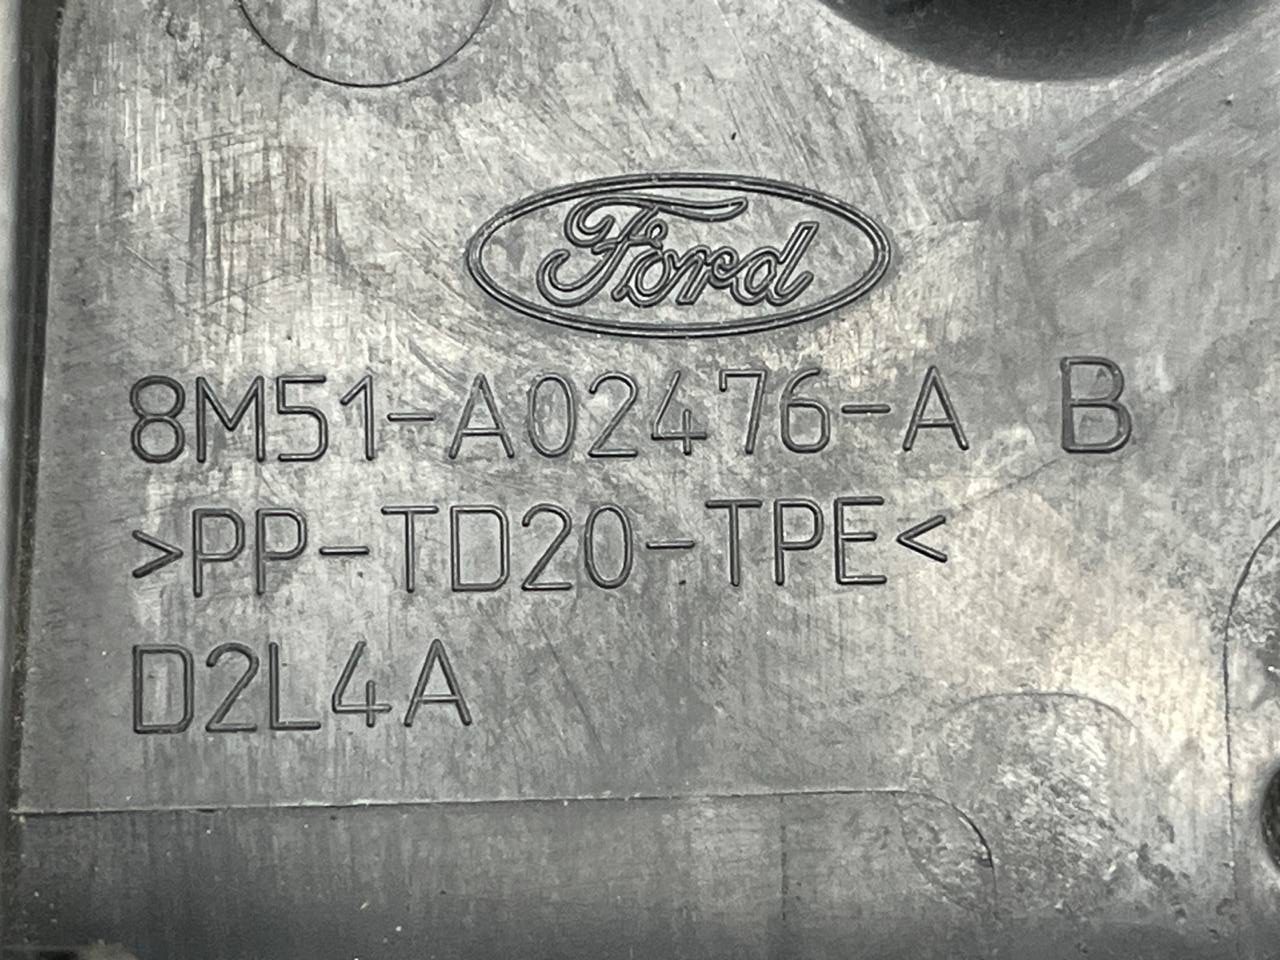 Ford
8M51-A02476-A B
>PP-TD20-TPE<
D2L4A